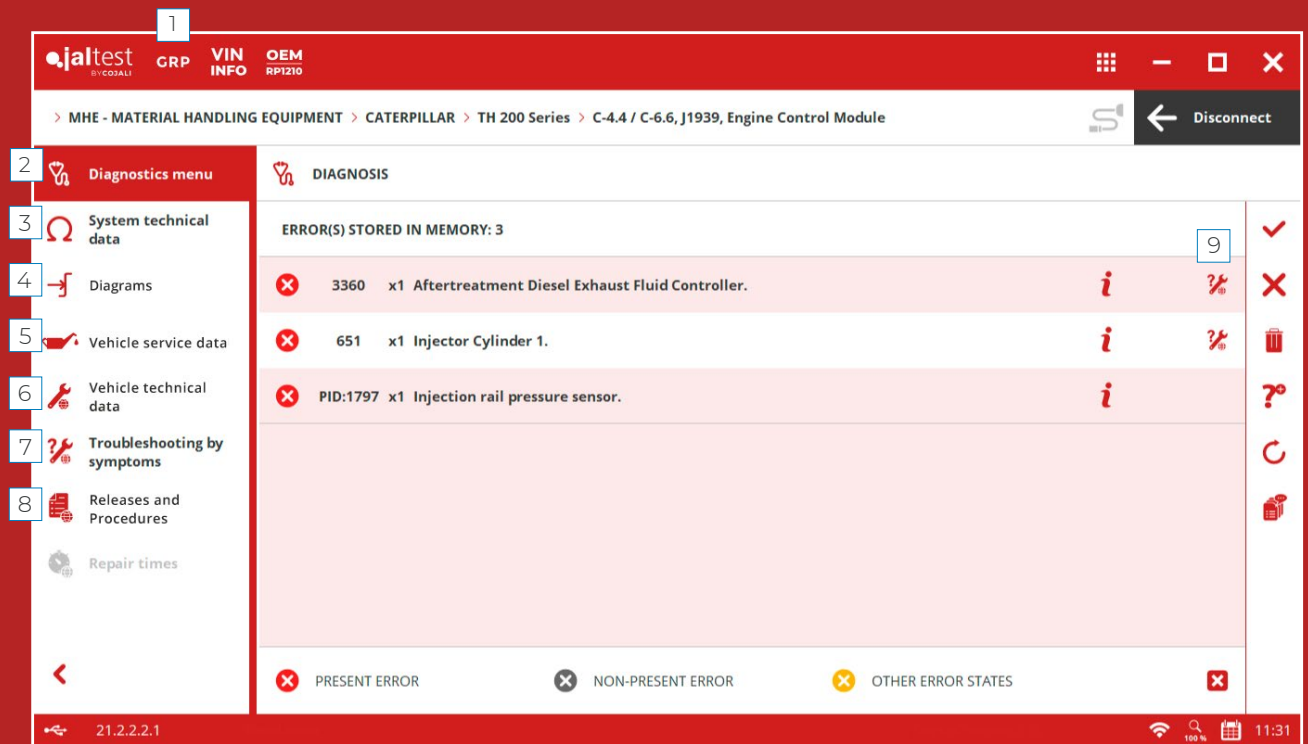 1
jaltest
BY COJALI
GRP
VIN
INFO
OEM
RP1210
> MHE - MATERIAL HANDLING EQUIPMENT > CATERPILLAR > TH 200 Series > C-4.4 / C-6.6, J1939, Engine Control Module
Disconnect
2
Diagnostics menu
DIAGNOSIS
3
System technical
data
ERROR(S) STORED IN MEMORY: 3
9
4
Diagrams
3360 x1 Aftertreatment Diesel Exhaust Fluid Controller.
i
5
Vehicle service data
651 x1 Injector Cylinder 1.
i
6
Vehicle technical
data
PID:1797 x1 Injection rail pressure sensor.
i
7
Troubleshooting by
symptoms
8
Releases and
Procedures
Repair times
PRESENT ERROR
NON-PRESENT ERROR
OTHER ERROR STATES
21.2.2.2.1
100 %
11:31